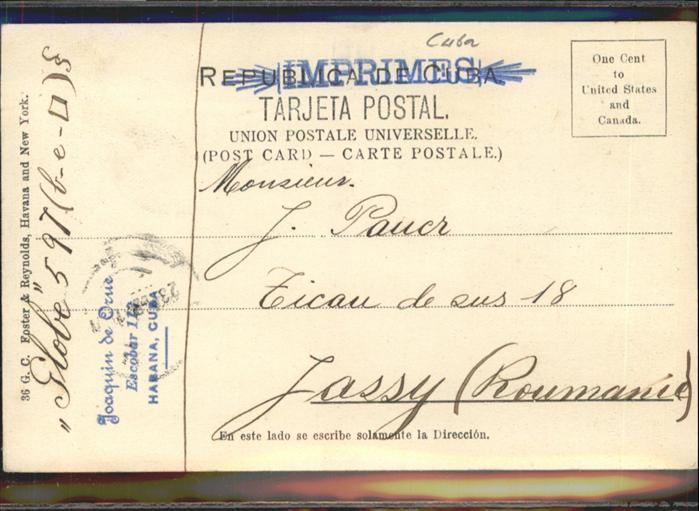 Cuba
IMPRIMÉS
REPUBLICA DE CUBA.
TARJETA POSTAL.
UNION POSTALE UNIVERSELLE.
(POST CARD — CARTE POSTALE.)
One Cent
to
United States
and
Canada.
Monsieur.
J. Paucr
Ticau de sus 18
Jassy (Roumanie)
En este lado se escribe solamente la Dirección.
36 G. C. Foster & Reynolds, Havana and New York.
"Globe" 597 (b-e-□) §
Joaquin de Orue
Escobar 112
HABANA, CUBA